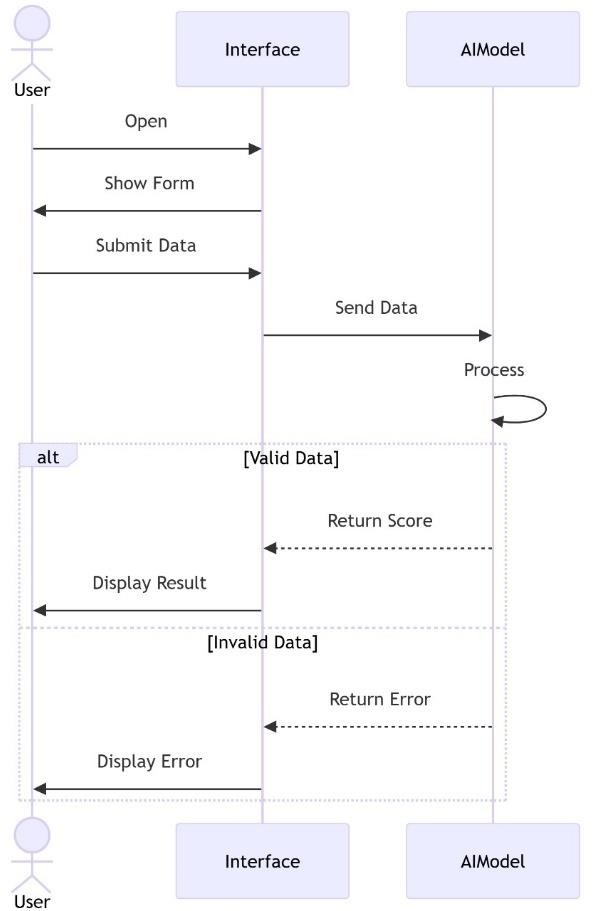 User
Interface
AIModel
Open
Show Form
Submit Data
Send Data
Process
alt
[Valid Data]
Return Score
Display Result
[Invalid Data]
Return Error
Display Error
User
Interface
AIModel